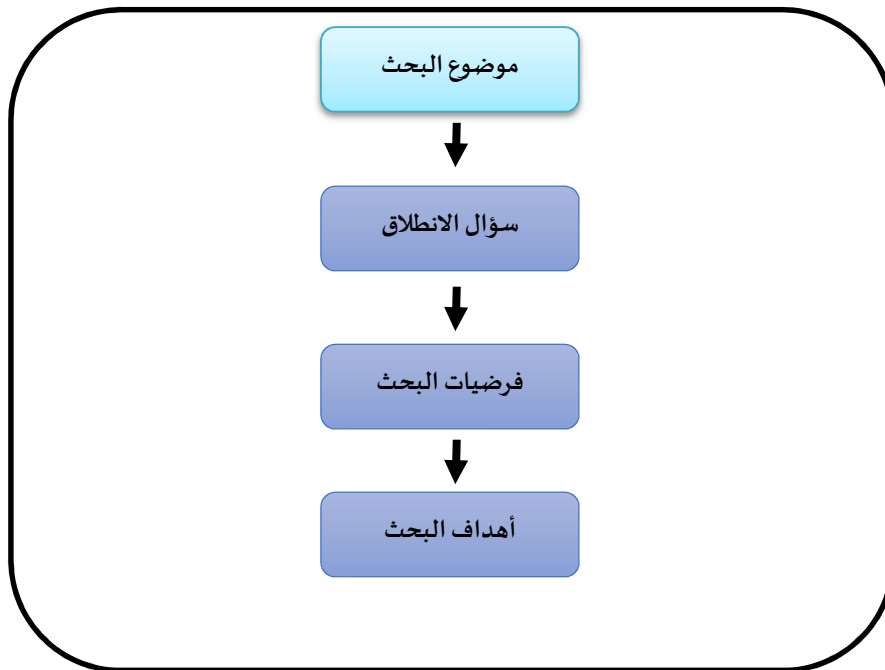 موضوع البحث
سؤال الانطلاق
فرضيات البحث
أهداف البحث